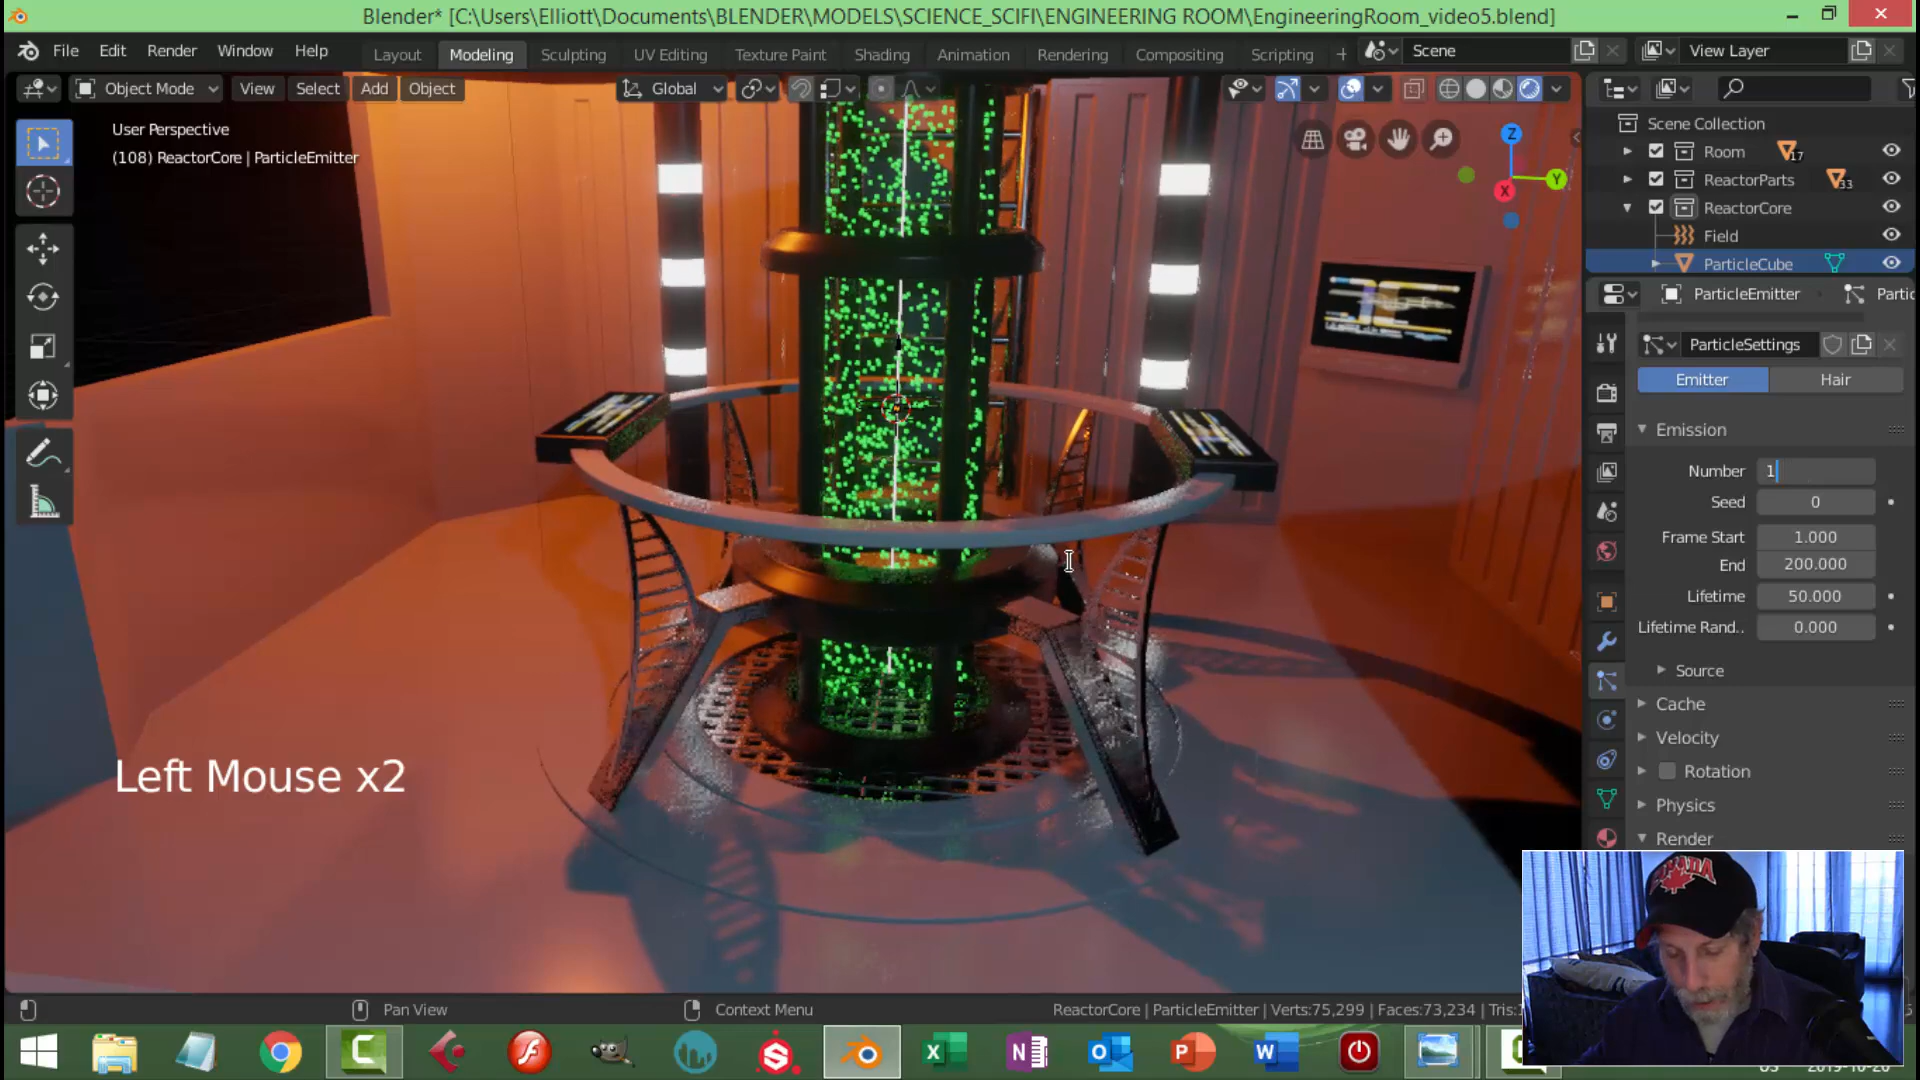 Blender* [C:\Users\Elliott\Documents\BLENDER\MODELS\SCIENCE_SCIFI\ENGINEERING ROOM\EngineeringRoom_video5.blend]
File Edit Render Window Help Layout Modeling Sculpting UV Editing Texture Paint Shading Animation Rendering Compositing Scripting + Scene View Layer
Object Mode View Select Add Object Global
User Perspective
(108) ReactorCore | ParticleEmitter
Z
Y
X
Scene Collection
Room 17
ReactorParts 33
ReactorCore
Field
ParticleCube
ParticleEmitter Partic
ParticleSettings
Emitter Hair
Emission
Number 1
Seed 0
Frame Start 1.000
End 200.000
Lifetime 50.000
Lifetime Rand.. 0.000
Source
Cache
Velocity
Rotation
Physics
Render
Left Mouse x2
CANADA
Pan View Context Menu ReactorCore | ParticleEmitter | Verts:75,299 | Faces:73,234 | Tris: